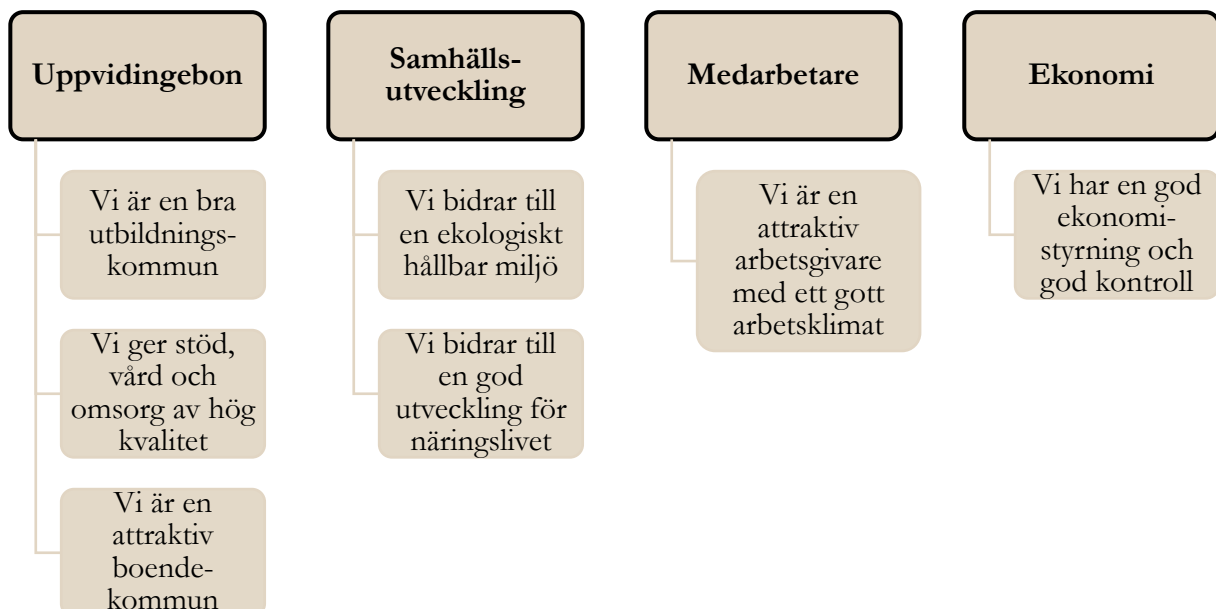 Uppvidingebon
Vi är en bra
utbildnings-
kommun
Vi ger stöd,
vård och
omsorg av hög
kvalitet
Vi är en
attraktiv
boende-
kommun
Samhälls-
utveckling
Vi bidrar till
en ekologiskt
hållbar miljö
Vi bidrar till
en god
utveckling för
näringslivet
Medarbetare
Vi är en
attraktiv
arbetsgivare
med ett gott
arbetsklimat
Ekonomi
Vi har en god
ekonomi-
styrning och
god kontroll